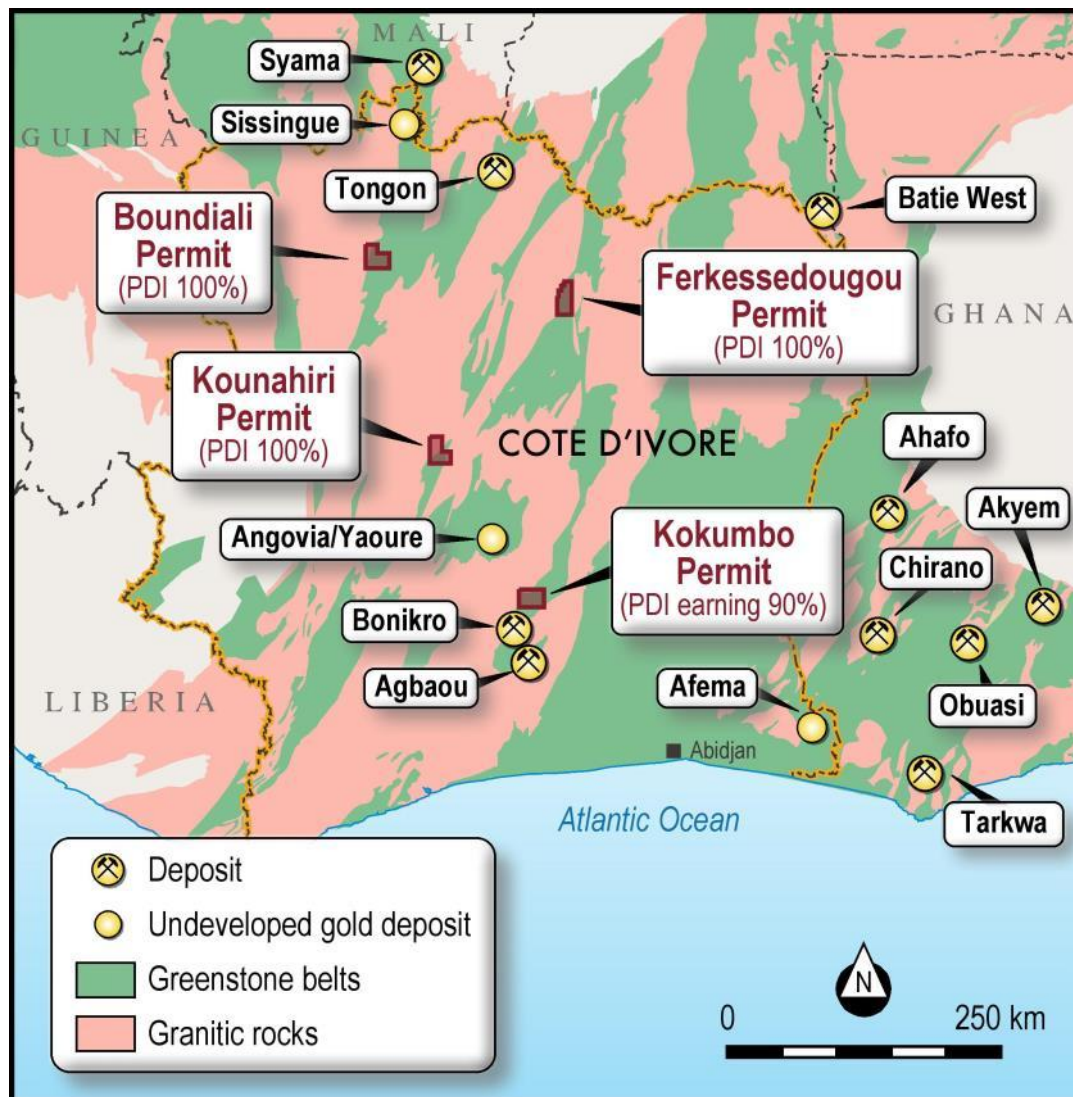 MALI
Syama
Sissingue
GUINEA
Tongon
Batie West
Boundiali
Permit
(PDI 100%)
Ferkessedougou
Permit
(PDI 100%)
GHANA
Kounahiri
Permit
(PDI 100%)
COTE D'IVORE
Ahafo
Akyem
Angovia/Yaoure
Kokumbo
Permit
(PDI earning 90%)
Chirano
Bonikro
Agbaou
LIBERIA
Afema
Obuasi
Abidjan
Atlantic Ocean
Tarkwa
Deposit
Undeveloped gold deposit
Greenstone belts
Granitic rocks
N
0 250 km